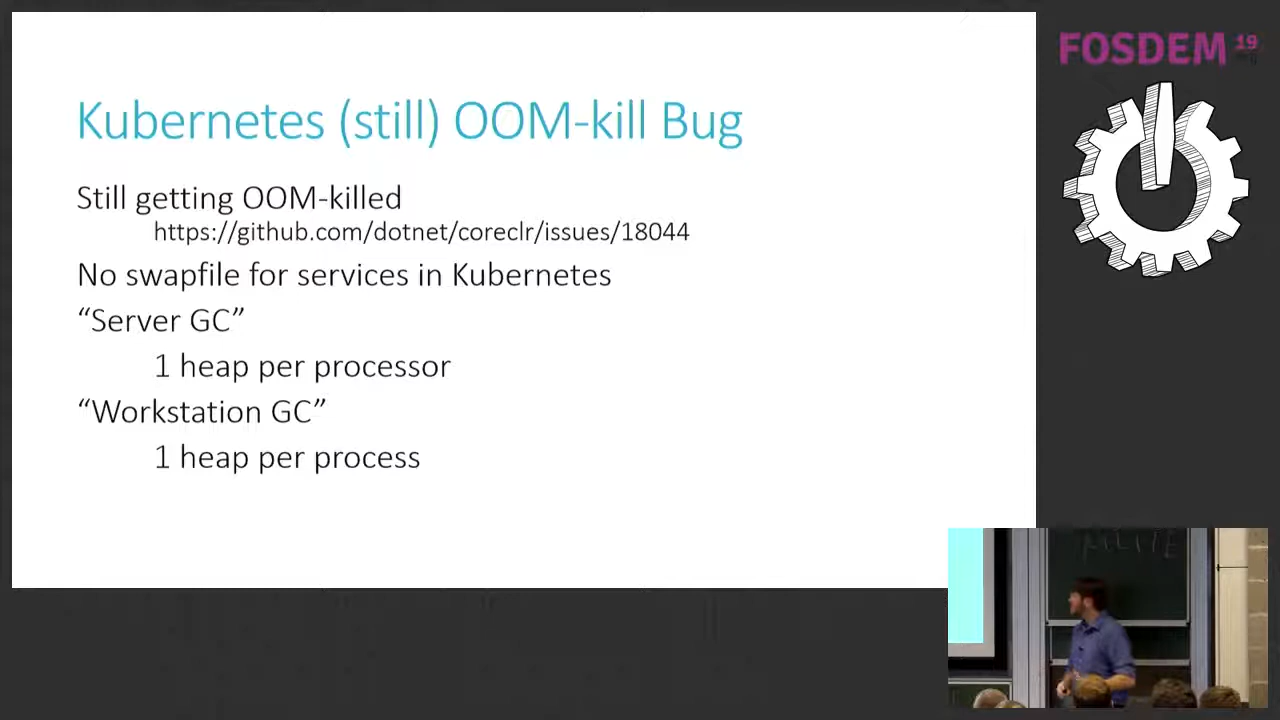 Kubernetes (still) OOM-kill Bug
Still getting OOM-killed
https://github.com/dotnet/coreclr/issues/18044
No swapfile for services in Kubernetes
“Server GC”
1 heap per processor
“Workstation GC”
1 heap per process
FOSDEM 19